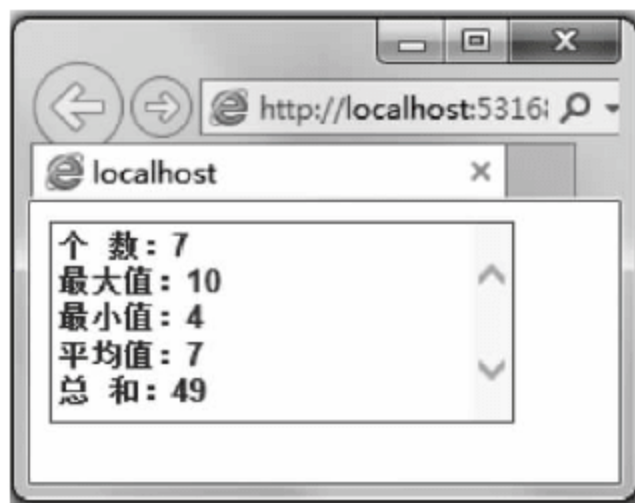 http://localhost:5316
localhost
个 数：7
最大值：10
最小值：4
平均值：7
总 和：49